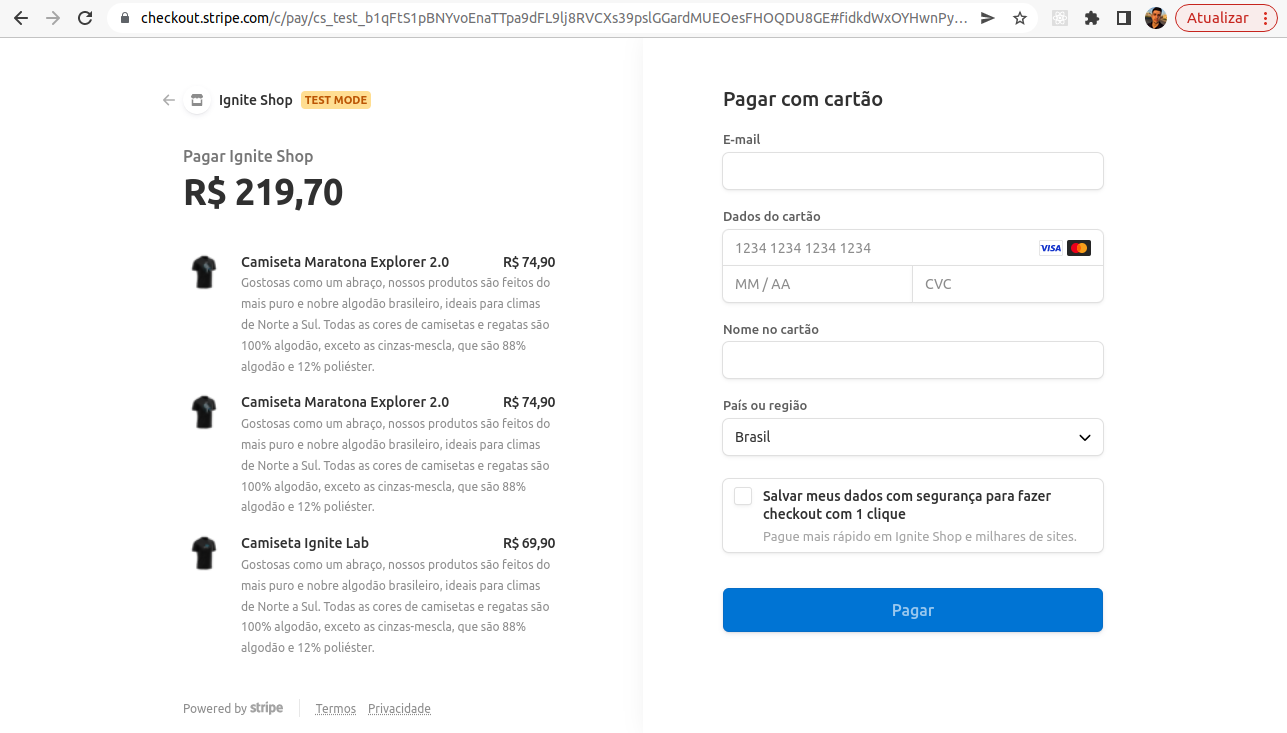 checkout.stripe.com/c/pay/cs_test_b1qFtS1pBNYvoEnaTTpa9dFL9lj8RVCXs39pslGGardMUEOesFHOQDU8GE#fidkdWxOYHwnPy...
Atualizar
Ignite Shop TEST MODE
Pagar Ignite Shop
R$ 219,70
Camiseta Maratona Explorer 2.0 R$ 74,90
Gostosas como um abraço, nossos produtos são feitos do
mais puro e nobre algodão brasileiro, ideais para climas
de Norte a Sul. Todas as cores de camisetas e regatas são
100% algodão, exceto as cinzas-mescla, que são 88%
algodão e 12% poliéster.
Camiseta Maratona Explorer 2.0 R$ 74,90
Gostosas como um abraço, nossos produtos são feitos do
mais puro e nobre algodão brasileiro, ideais para climas
de Norte a Sul. Todas as cores de camisetas e regatas são
100% algodão, exceto as cinzas-mescla, que são 88%
algodão e 12% poliéster.
Camiseta Ignite Lab R$ 69,90
Gostosas como um abraço, nossos produtos são feitos do
mais puro e nobre algodão brasileiro, ideais para climas
de Norte a Sul. Todas as cores de camisetas e regatas são
100% algodão, exceto as cinzas-mescla, que são 88%
algodão e 12% poliéster.
Powered by stripe Termos Privacidade
Pagar com cartão
E-mail
Dados do cartão
1234 1234 1234 1234 VISA
MM / AA CVC
Nome no cartão
País ou região
Brasil
Salvar meus dados com segurança para fazer
checkout com 1 clique
Pague mais rápido em Ignite Shop e milhares de sites.
Pagar